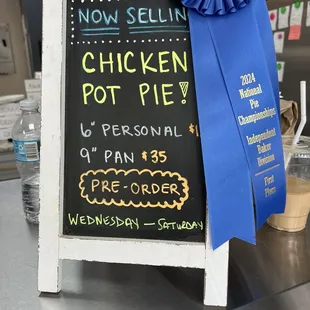 NOW SELLIN
CHICKEN
POT PIE!
6" PERSONAL $1
9" PAN $35
PRE-ORDER
WEDNESDAY — SATURDAY
2024
National
Pie
Championships
Independent
Baker
Division
First
Place